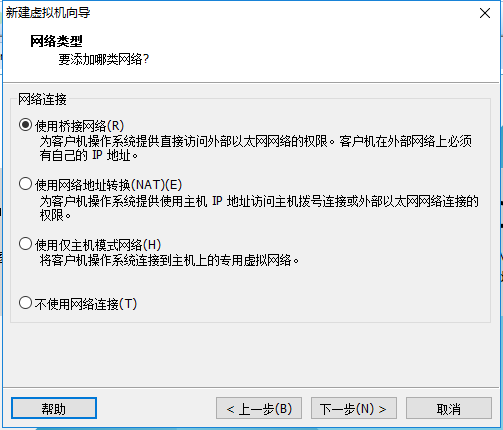 新建虚拟机向导
网络类型
要添加哪类网络?
网络连接
使用桥接网络(R)
为客户机操作系统提供直接访问外部以太网网络的权限。客户机在外部网络上必须
有自己的 IP 地址。
使用网络地址转换(NAT)(E)
为客户机操作系统提供使用主机 IP 地址访问主机拨号连接或外部以太网网络连接的
权限。
使用仅主机模式网络(H)
将客户机操作系统连接到主机上的专用虚拟网络。
不使用网络连接(T)
帮助
< 上一步(B)
下一步(N) >
取消